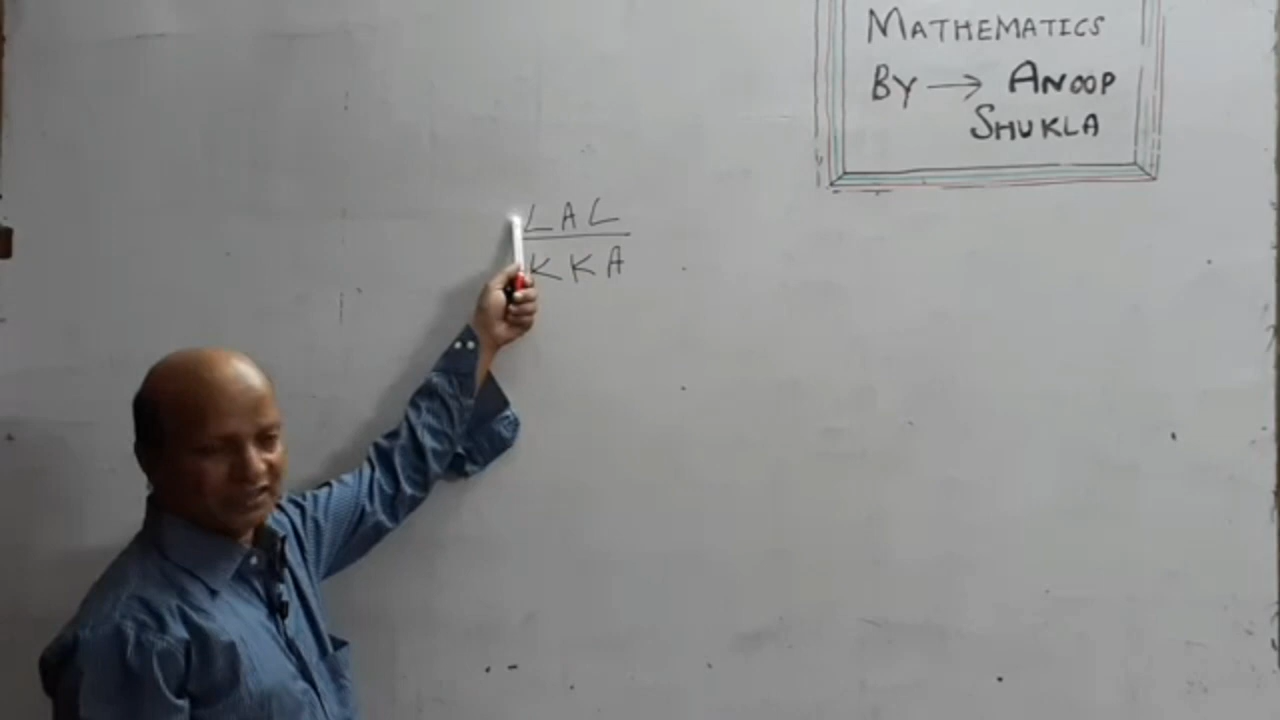 MATHEMATICS
BY → ANOOP
SHUKLA
LAL
KKA